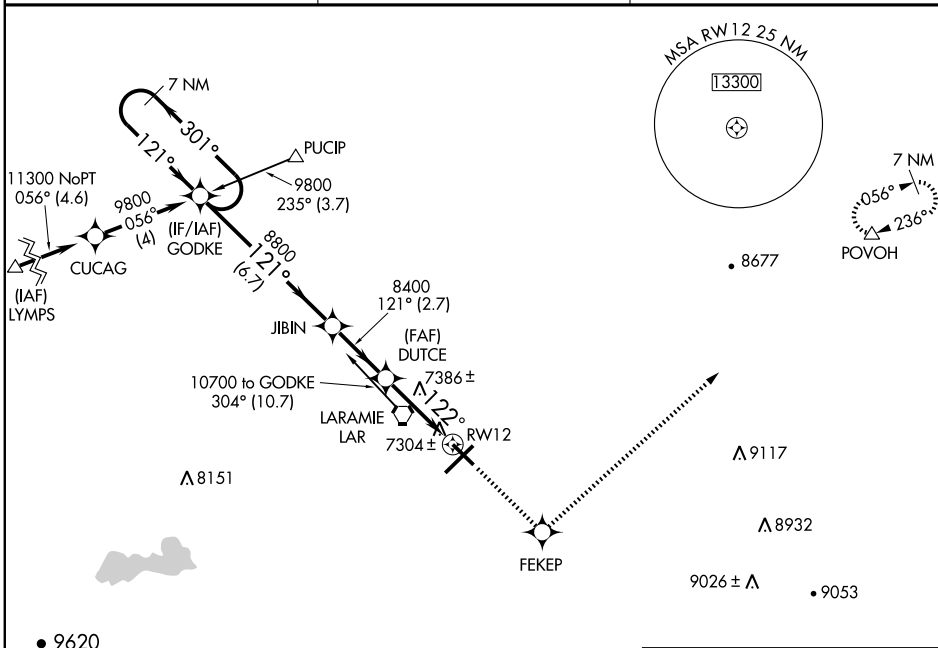 MSA RW12 25 NM
13300
7 NM
301°
121°
PUCIP
9800
235° (3.7)
11300 NoPT
056° (4.6)
9800
056°
(4)
(IF/IAF)
GODKE
CUCAG
(IAF)
LYMPS
7 NM
056°
236°
POVOH
8800
121°
(6.7)
8677
8400
121° (2.7)
JIBIN
(FAF)
DUTCE
10700 to GODKE
304° (10.7)
7386 ±
122°
LARAMIE
LAR
7304 ±
RW12
8151
9117
8932
FEKEP
9026 ±
9053
9620